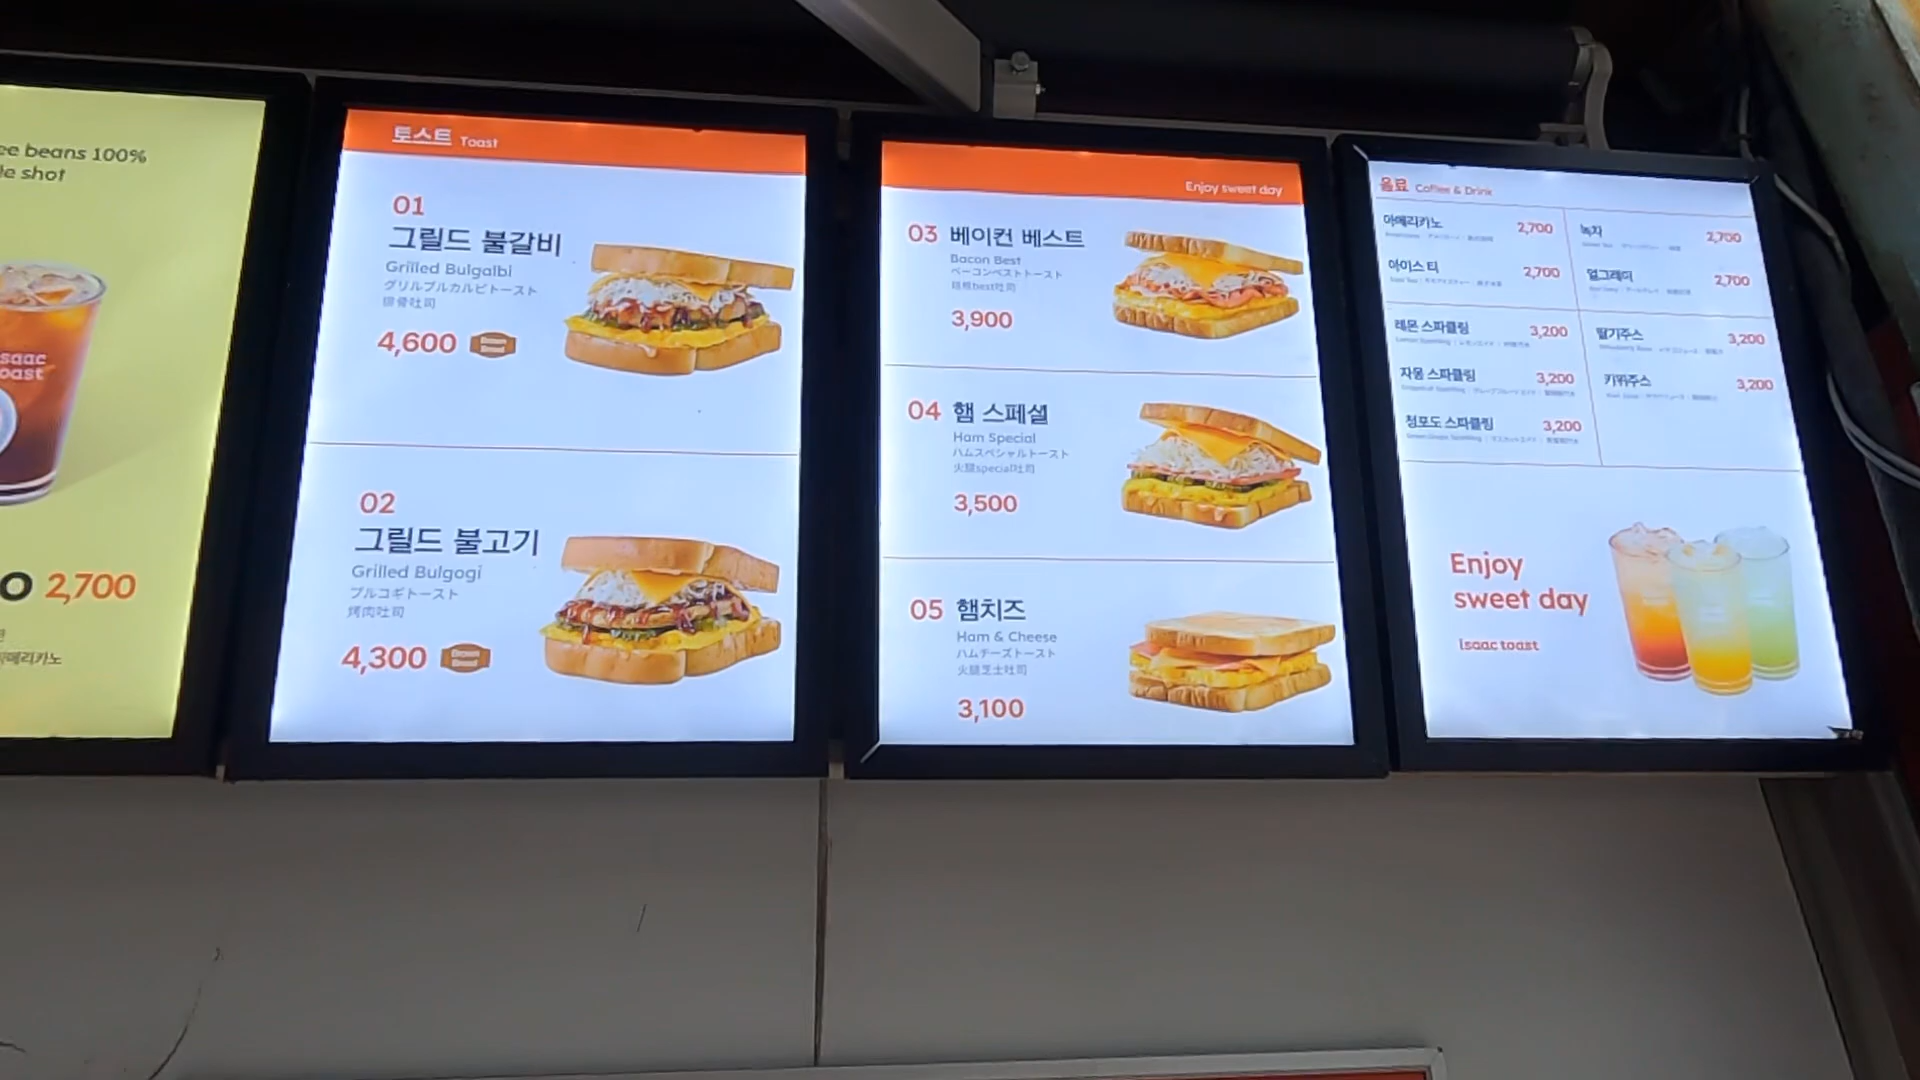 ee beans 100%
le shot
saac
oast
O 2,700
아메리카노
토스트 Toast
01
그릴드 불갈비
Grilled Bulgalbi
グリルプルカルビトースト
排骨吐司
4,600
Brown
Bread
02
그릴드 불고기
Grilled Bulgogi
プルコギトースト
烤肉吐司
4,300
Brown
Bread
Enjoy sweet day
03 베이컨 베스트
Bacon Best
ベーコンベストトースト
培根best吐司
3,900
04 햄 스페셜
Ham Special
ハムスペシャルトースト
火腿special吐司
3,500
05 햄치즈
Ham & Cheese
ハムチーズトースト
火腿芝士吐司
3,100
음료 Coffee & Drink
아메리카노 2,700
아이스 티 2,700
레몬 스파클링 3,200
자몽 스파클링 3,200
청포도 스파클링 3,200
녹차 2,700
얼그레이 2,700
딸기주스 3,200
키위주스 3,200
Enjoy
sweet day
Isaac toast